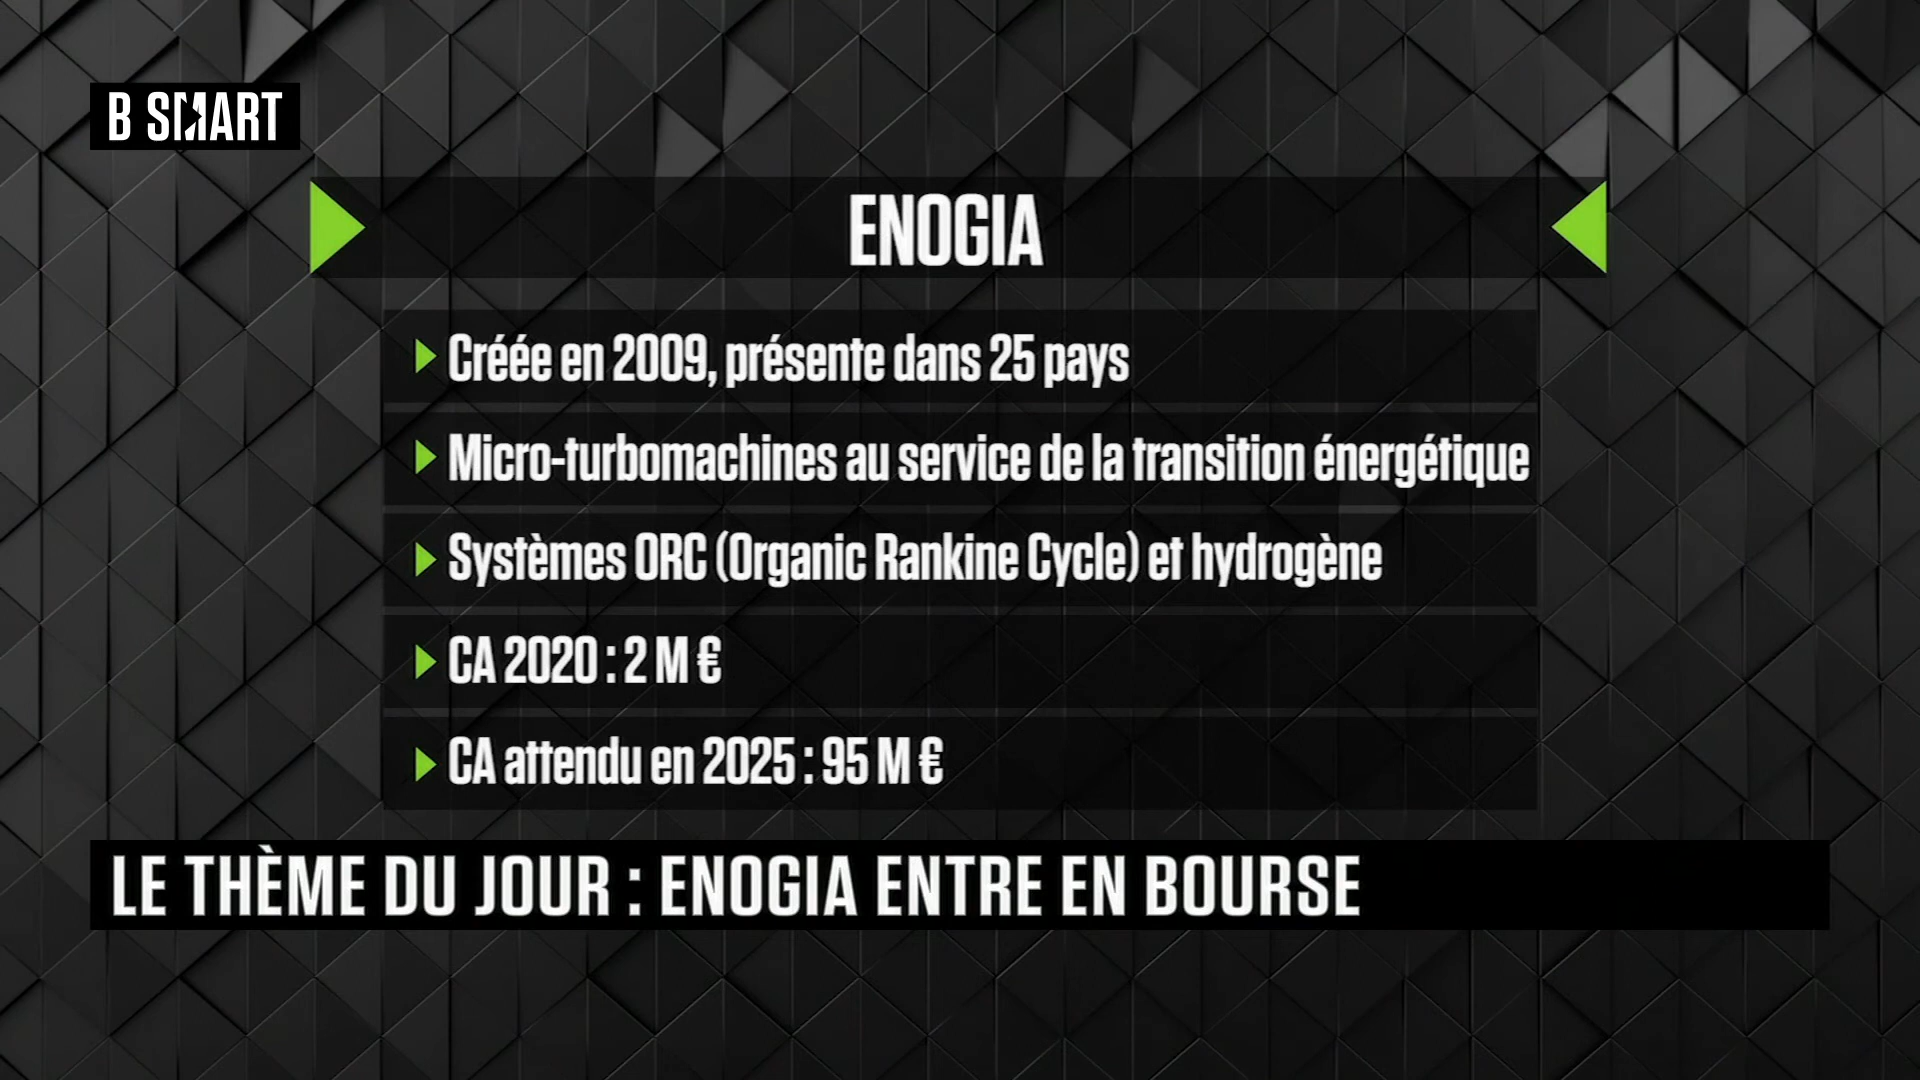 B SMART
ENOGIA
Créée en 2009, présente dans 25 pays
Micro-turbomachines au service de la transition énergétique
Systèmes ORC (Organic Rankine Cycle) et hydrogène
CA 2020 : 2 M €
CA attendu en 2025 : 95 M €
LE THÈME DU JOUR : ENOGIA ENTRE EN BOURSE